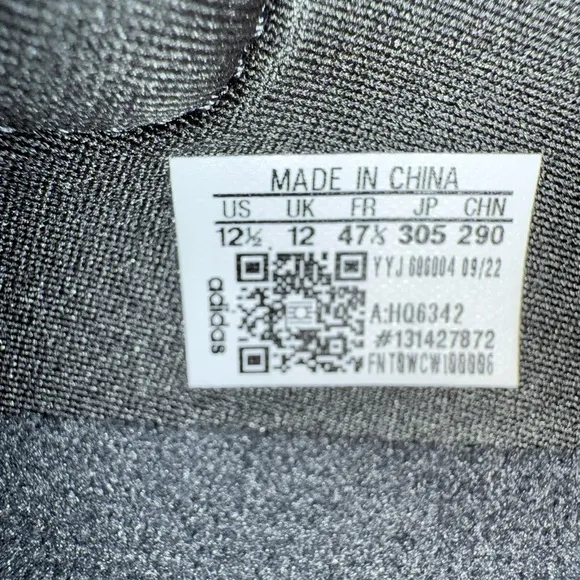 MADE IN CHINA
US UK FR JP CHN
12½ 12 47⅓ 305 290
YYJ 606004 09/22
adidas
A:HQ6342
#131427872